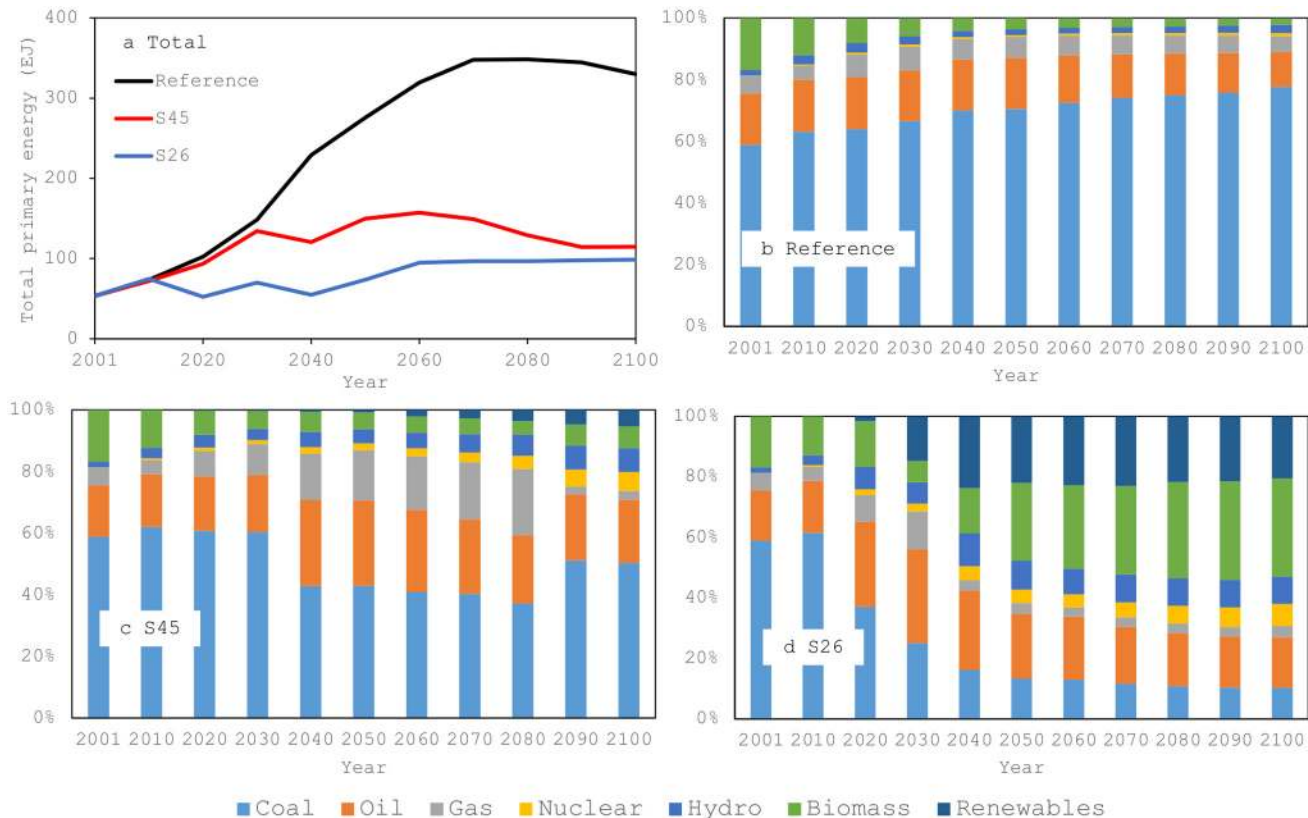 a Total
Reference
S45
S26
Total primary energy (EJ)
400
300
200
100
0
2001 2020 2040 2060 2080 2100
Year
100%
80%
60%
40%
20%
0%
b Reference
2001 2010 2020 2030 2040 2050 2060 2070 2080 2090 2100
Year
100%
80%
60%
40%
20%
0%
c S45
2001 2010 2020 2030 2040 2050 2060 2070 2080 2090 2100
Year
100%
80%
60%
40%
20%
0%
d S26
2001 2010 2020 2030 2040 2050 2060 2070 2080 2090 2100
Year
Coal Oil Gas Nuclear Hydro Biomass Renewables